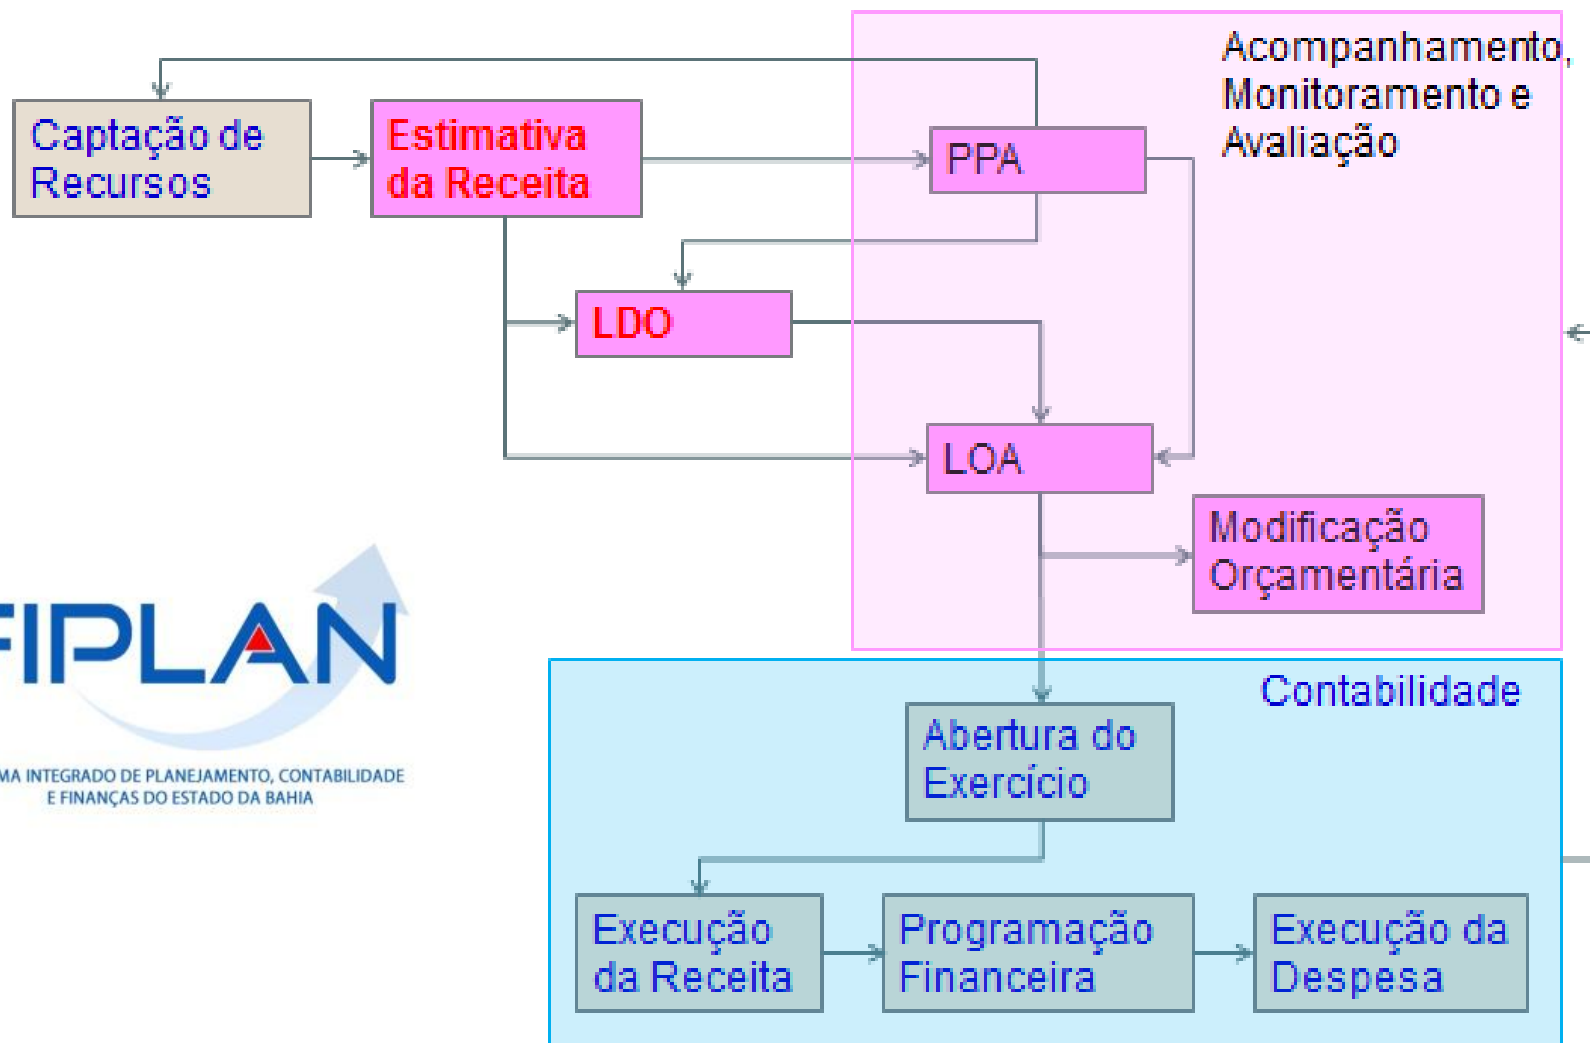 Acompanhamento,
Monitoramento e
Avaliação
Captação de
Recursos
Estimativa
da Receita
PPA
LDO
LOA
Modificação
Orçamentária
FIPLAN
MA INTEGRADO DE PLANEJAMENTO, CONTABILIDADE
E FINANÇAS DO ESTADO DA BAHIA
Contabilidade
Abertura do
Exercício
Execução
da Receita
Programação
Financeira
Execução da
Despesa